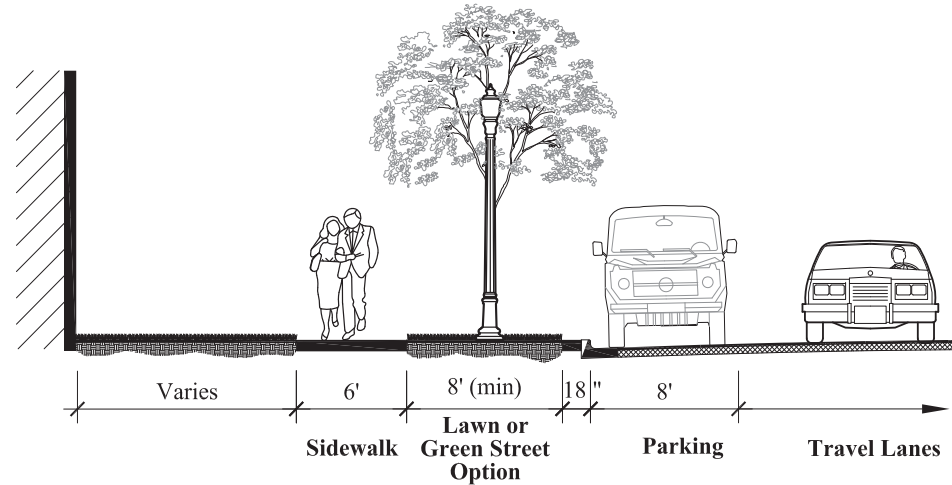 Varies 6' 8' (min) 18" 8'
Sidewalk
Lawn or
Green Street
Option
Parking
Travel Lanes